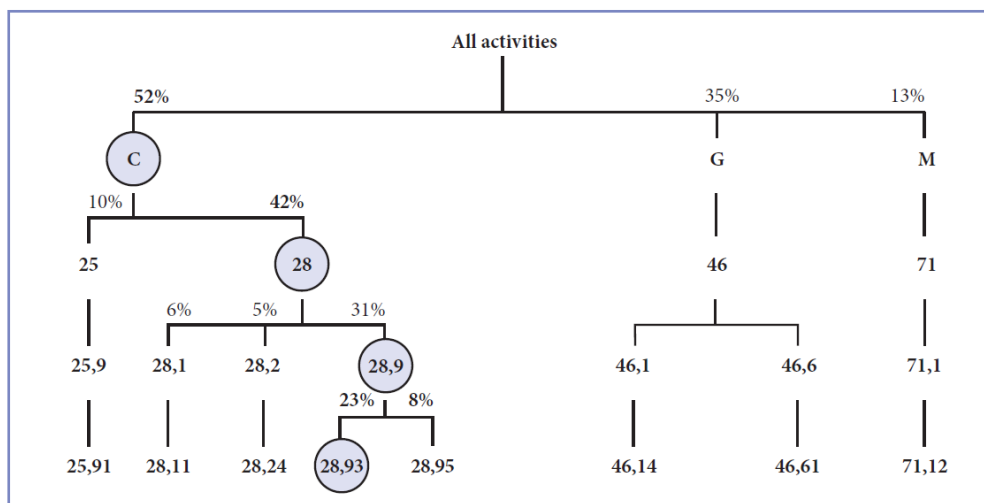 All activities
52% 35% 13%
C G M
10% 42%
25 28 46 71
6% 5% 31%
25,9 28,1 28,2 28,9 46,1 46,6 71,1
23% 8%
25,91 28,11 28,24 28,93 28,95 46,14 46,61 71,12